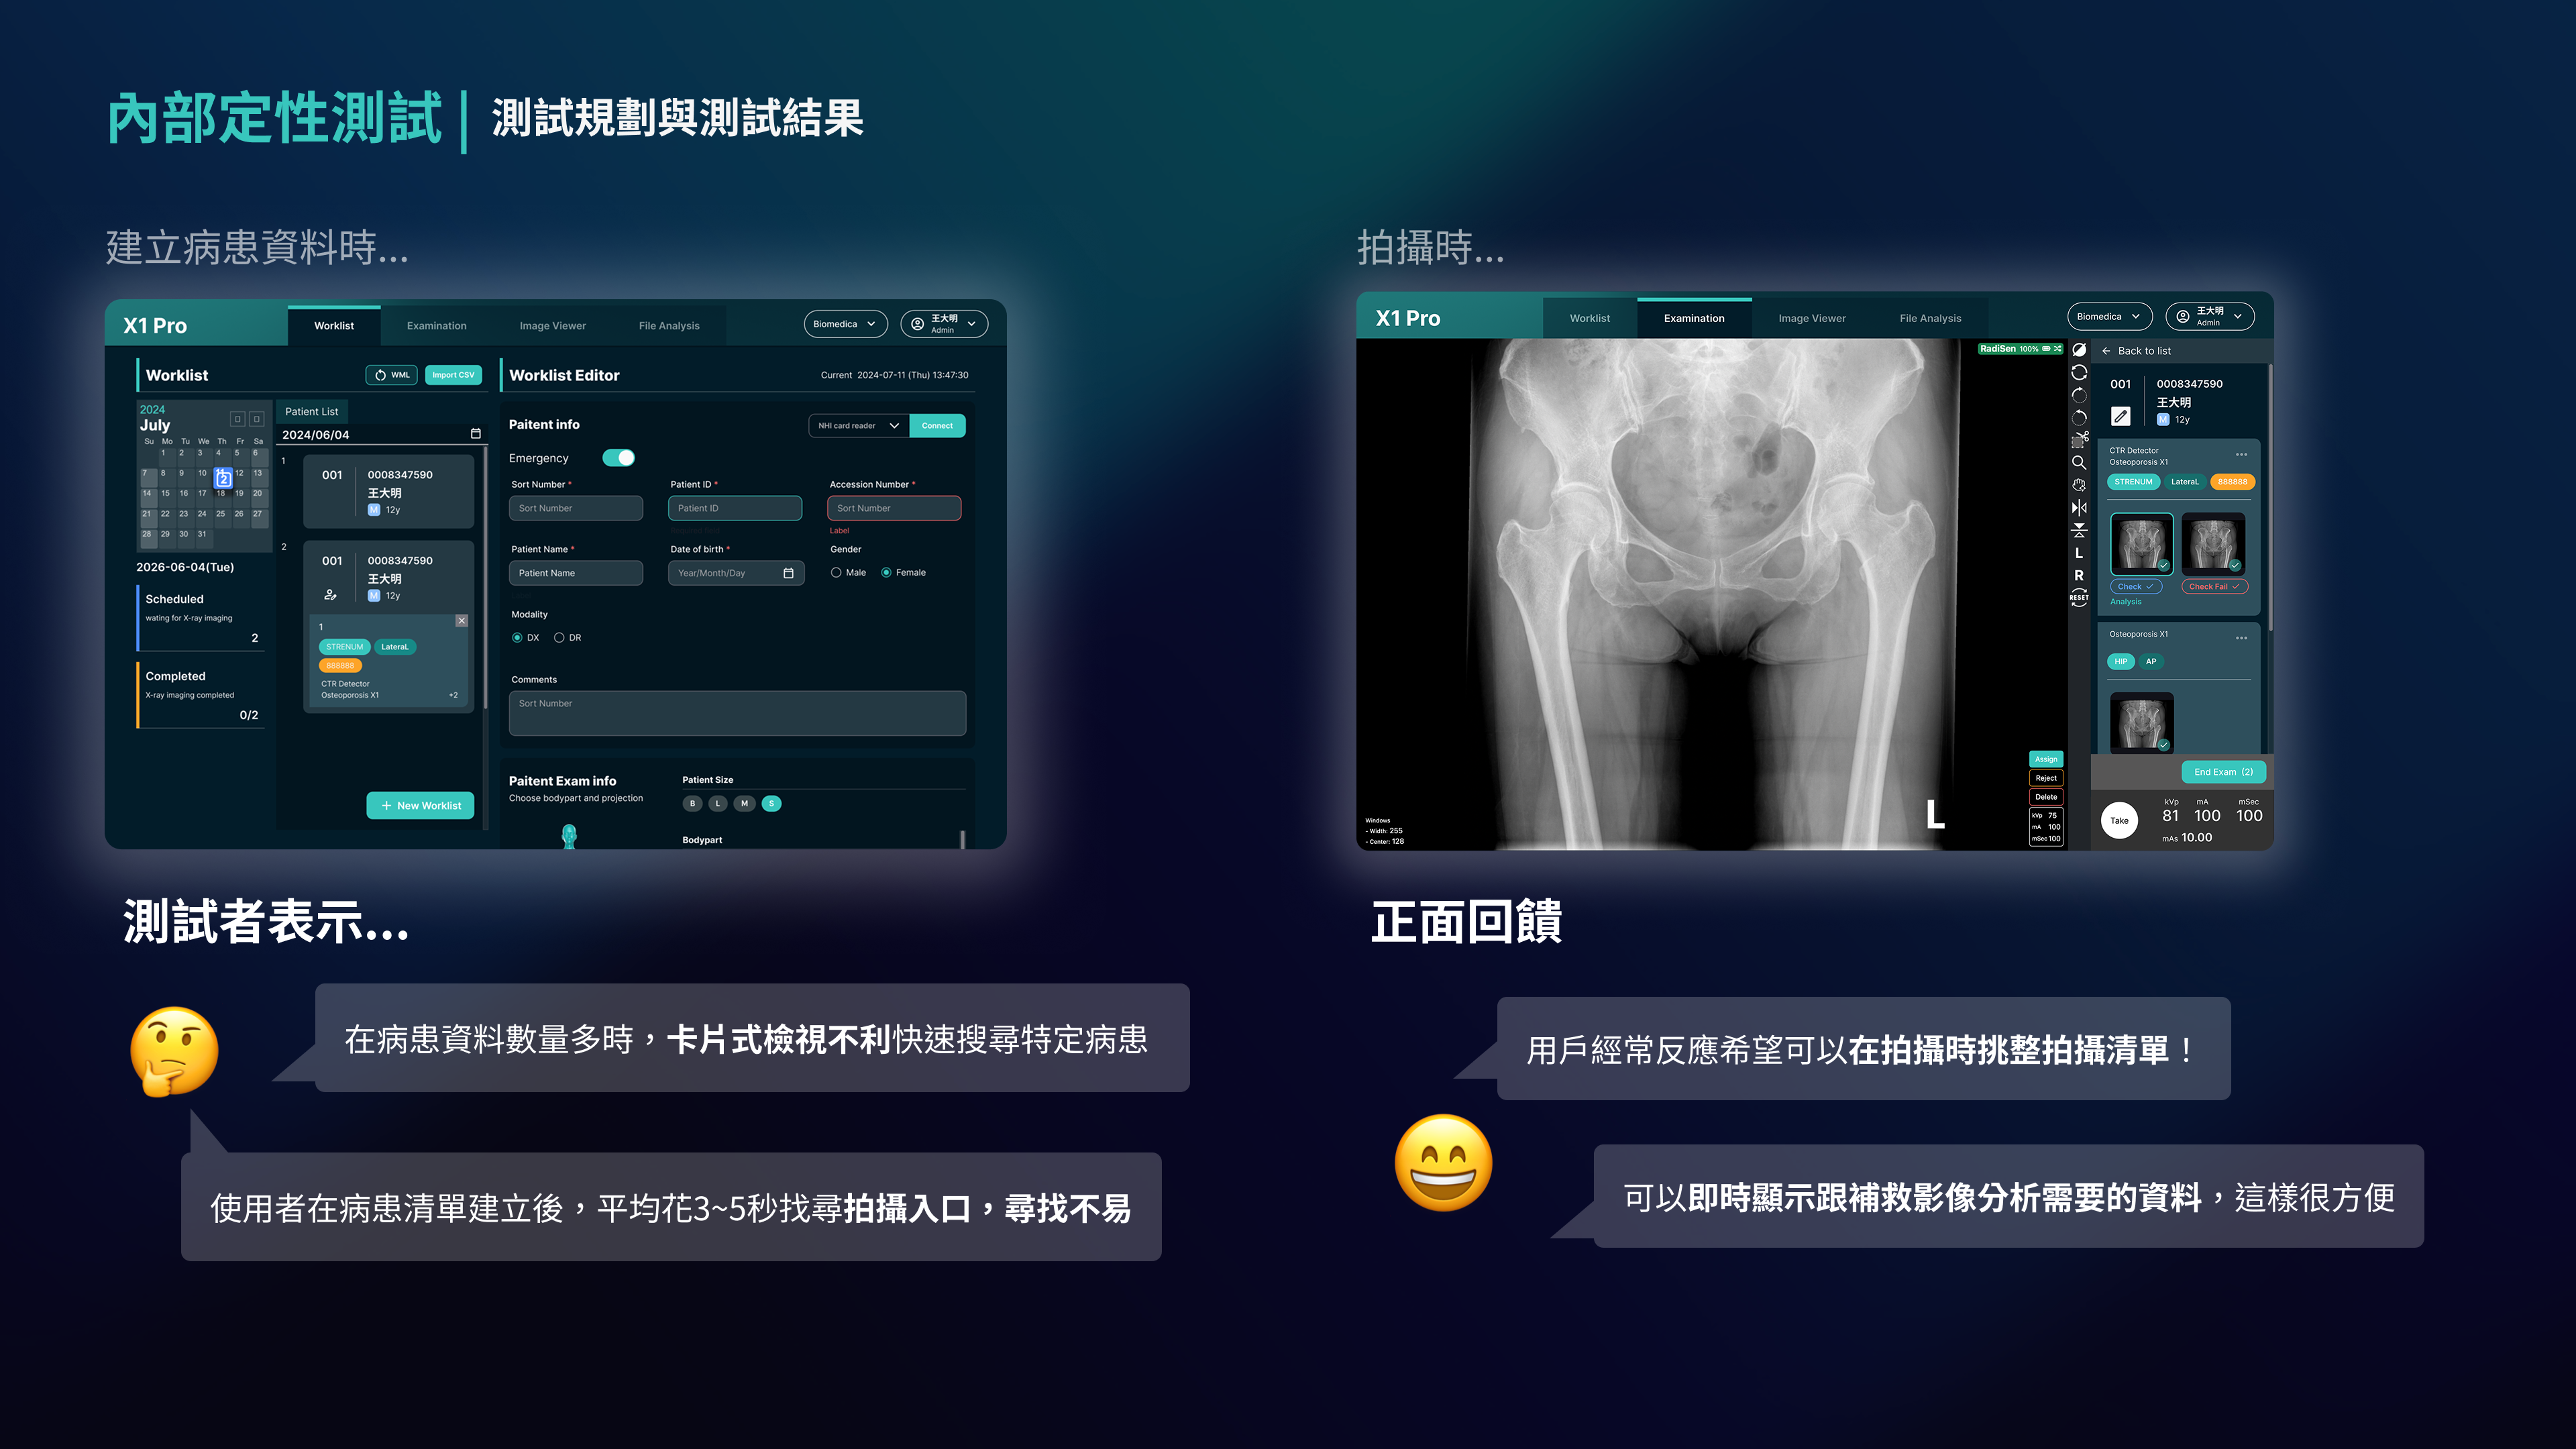 內部定性測試 | 測試規劃與測試結果
建立病患資料時...
X1 Pro
Worklist
Examination
Image Viewer
File Analysis
Biomedica
王大明
Admin
Worklist
WML
Import CSV
2024
July
Su Mo Tu We Th Fr Sa
1 2 3 4 5 6
7 8 9 10 11 12 13
2
14 15 16 17 18 19 20
21 22 23 24 25 26 27
28 29 30 31
2026-06-04(Tue)
Scheduled
wating for X-ray imaging
2
Completed
X-ray imaging completed
0/2
Patient List
2024/06/04
1
001
0008347590
王大明
M 12y
2
001
0008347590
王大明
M 12y
1
STRENUM
LateraL
888888
CTR Detector
Osteoporosis X1
+2
New Worklist
Worklist Editor
Current 2024-07-11 (Thu) 13:47:30
Paitent info
NHI card reader
Connect
Emergency
Sort Number *
Patient ID *
Accession Number *
Sort Number
Patient ID
Sort Number
Label
Patient Name *
Date of birth *
Gender
Patient Name
Year/Month/Day
Male
Female
Modality
DX
DR
Comments
Sort Number
Paitent Exam info
Choose bodypart and projection
Patient Size
B L M S
Bodypart
測試者表示...
在病患資料數量多時，卡片式檢視不利快速搜尋特定病患
使用者在病患清單建立後，平均花3~5秒找尋拍攝入口，尋找不易
拍攝時...
X1 Pro
Worklist
Examination
Image Viewer
File Analysis
Biomedica
王大明
Admin
RadiSen 100%
L
R
RESET
Assign
Reject
Delete
kVp 75
mA 100
mSec 100
Windows
- Width: 255
- Center: 128
L
Back to list
001
0008347590
王大明
M 12y
CTR Detector
Osteoporosis X1
STRENUM
LateraL
888888
Check
Check Fail
Analysis
Osteoporosis X1
HIP
AP
End Exam (2)
Take
kVp mA mSec
81 100 100
mAs 10.00
正面回饋
用戶經常反應希望可以在拍攝時挑整拍攝清單！
可以即時顯示跟補救影像分析需要的資料，這樣很方便